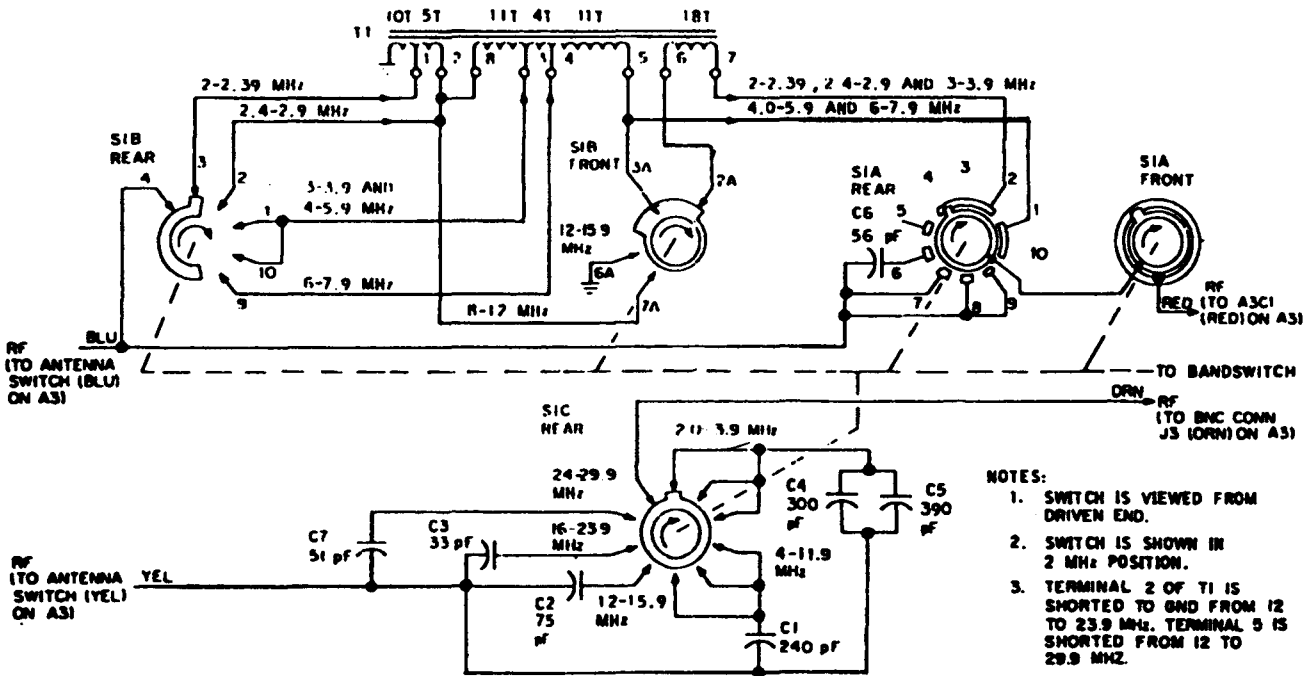 10T 5T 11T 4T 11T 18T
T1
1 2 8 3 4 5 6 7
2-2.39 MHz
2-2.39, 2 4-2.9 AND 3-3.9 MHz
2.4-2.9 MHz
4.0-5.9 AND 6-7.9 MHz
S1B
REAR
S1B
FRONT
S1A
REAR
S1A
FRONT
4
3
2
3-3.9 AND
4-5.9 MHz
1
10
9
6-7.9 MHz
3A
2A
12-15 9
MHz
6A
7A
8-12 MHz
C6
56
pF
4
3
2
5
1
6
10
7
8
9
RF
RED (TO A3C1
(RED) ON A3)
BLU
RF
(TO ANTENNA
SWITCH (BLU)
ON A3)
TO BANDSWITCH
ORN
RF
(TO BNC CONN
J3 (ORN) ON A3)
S1C
REAR
2 0- 3.9 MHz
24-29.9
MHz
C7
51 pF
C3
33 pF
16-23.9
MHz
C4
300
pF
C5
390
pF
4-11.9
MHz
RF
(TO ANTENNA
SWITCH (YEL)
ON A3)
YEL
C2
75
pF
12-15.9
MHz
C1
240 pF
NOTES:
1. SWITCH IS VIEWED FROM
DRIVEN END.
2. SWITCH IS SHOWN IN
2 MHz POSITION.
3. TERMINAL 2 OF T1 IS
SHORTED TO GND FROM 12
TO 23.9 MHz. TERMINAL 5 IS
SHORTED FROM 12 TO
29.9 MHZ.